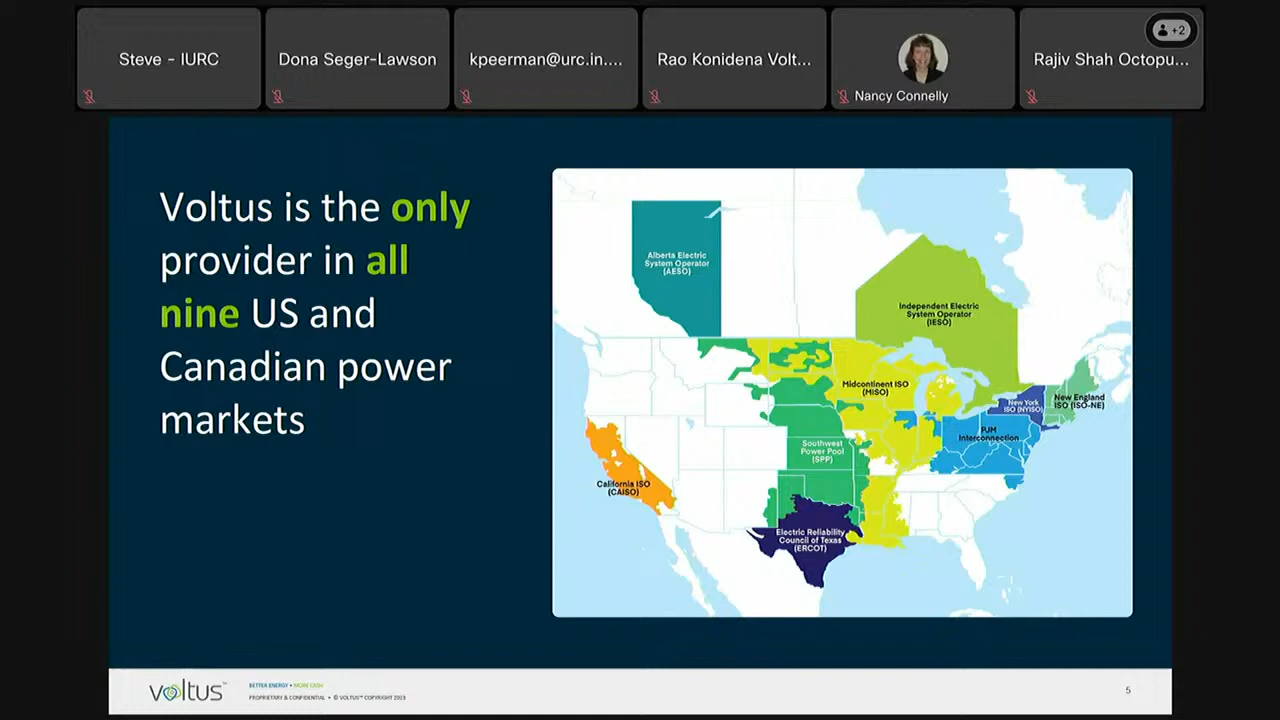 +2
Steve - IURC
Dona Seger-Lawson
kpeerman@urc.in....
Rao Konidena Volt...
Nancy Connelly
Rajiv Shah Octopu...
Voltus is the only
provider in all
nine US and
Canadian power
markets
Alberta Electric
System Operator
(AESO)
Independent Electric
System Operator
(IESO)
Midcontinent ISO
(MISO)
New York
ISO (NYISO)
New England
ISO (ISO-NE)
PJM
Interconnection
Southwest
Power Pool
(SPP)
California ISO
(CAISO)
Electric Reliability
Council of Texas
(ERCOT)
voltus™
BETTER ENERGY • MORE CASH
PROPRIETARY & CONFIDENTIAL • © VOLTUS™ COPYRIGHT 2023
5